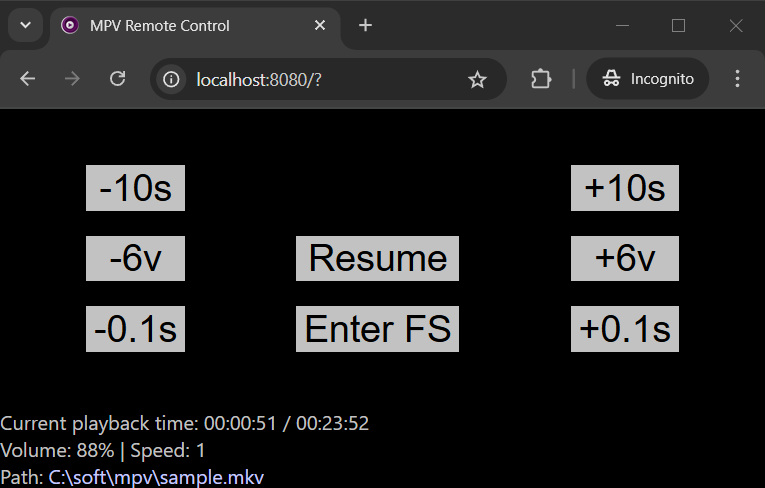 MPV Remote Control
localhost:8080/?
Incognito
-10s +10s
-6v Resume +6v
-0.1s Enter FS +0.1s
Current playback time: 00:00:51 / 00:23:52
Volume: 88% | Speed: 1
Path: C:\soft\mpv\sample.mkv